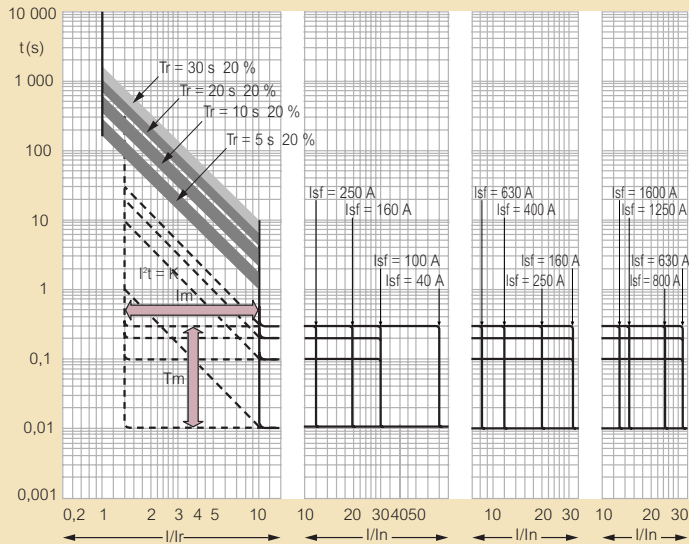 10 000
t(s)
1 000
100
10
1
0,1
0,01
0,001
Tr = 30 s 20 %
Tr = 20 s 20 %
Tr = 10 s 20 %
Tr = 5 s 20 %
I²t = K
Im
Tm
0,2 1 2 3 4 5 10
I/Ir
Isf = 250 A
Isf = 160 A
Isf = 100 A
Isf = 40 A
10 20 30 40 50
I/In
Isf = 630 A
Isf = 400 A
Isf = 160 A
Isf = 250 A
10 20 30
I/In
Isf = 1600 A
Isf = 1250 A
Isf = 630 A
Isf = 800 A
10 20 30
I/In